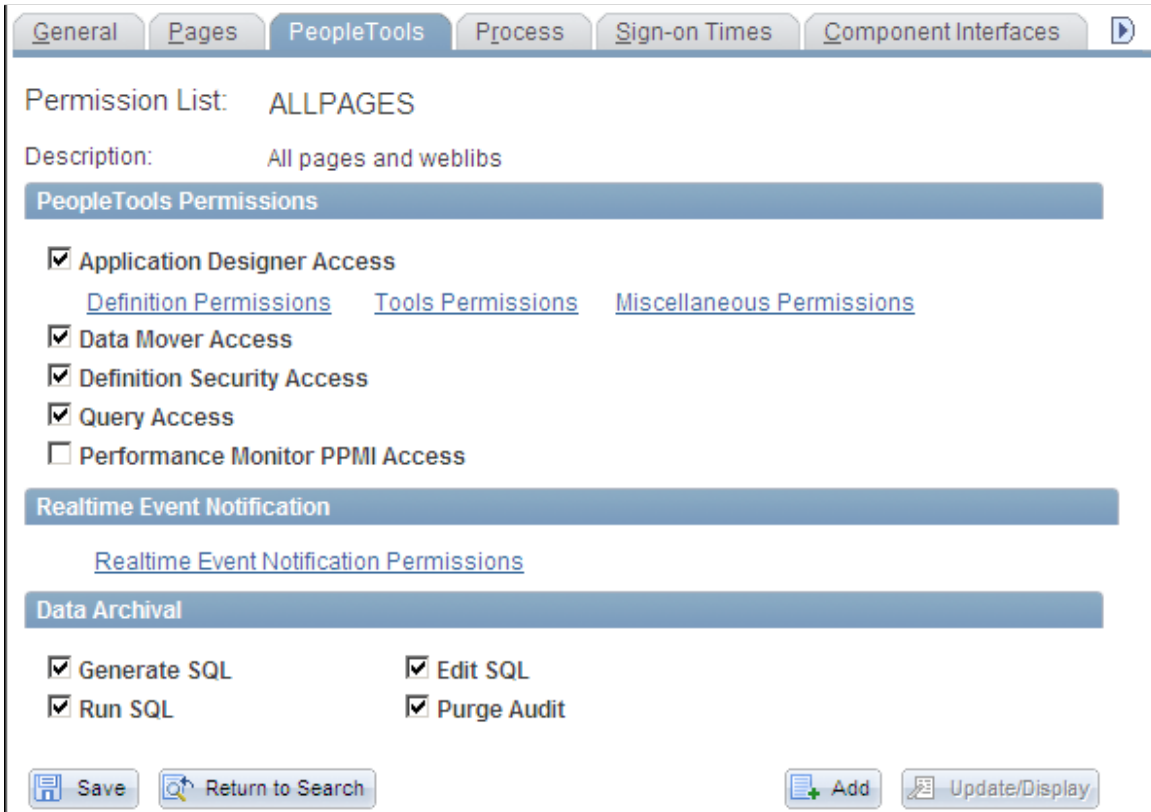 General Pages PeopleTools Process Sign-on Times Component Interfaces
Permission List: ALLPAGES
Description: All pages and weblibs
PeopleTools Permissions
Application Designer Access
Definition Permissions Tools Permissions Miscellaneous Permissions
Data Mover Access
Definition Security Access
Query Access
Performance Monitor PPMI Access
Realtime Event Notification
Realtime Event Notification Permissions
Data Archival
Generate SQL Edit SQL
Run SQL Purge Audit
Save Return to Search Add Update/Display